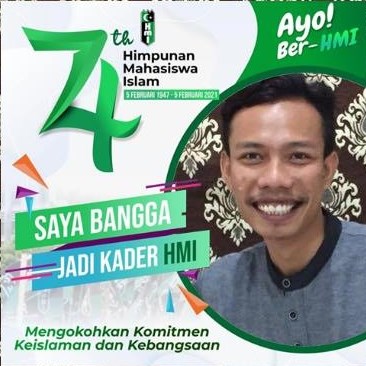 74th
HMI
Himpunan
Mahasiswa
Islam
5 FEBRUARI 1947 - 5 FEBRUARI 2021
Ayo!
Ber-HMI
SAYA BANGGA
JADI KADER HMI
Mengokohkan Komitmen
Keislaman dan Kebangsaan